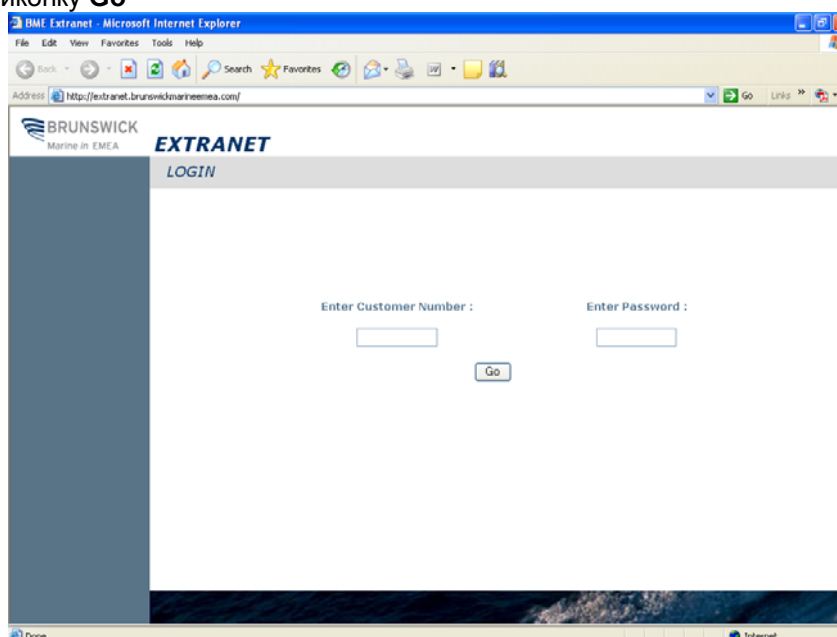 иконку Go
BME Extranet - Microsoft Internet Explorer
File Edit View Favorites Tools Help
Back Search Favorites
Address http://extranet.brunswickmarineemea.com/ Go Links
BRUNSWICK
Marine in EMEA
EXTRANET
LOGIN
Enter Customer Number : Enter Password :
Go
Done Internet